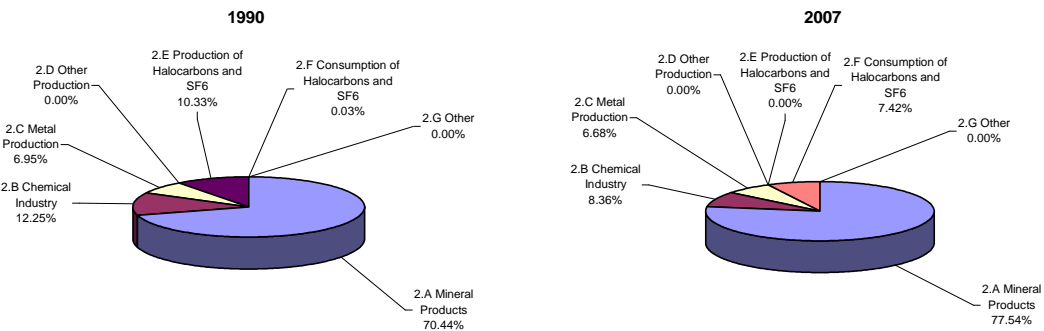 1990
2.D Other
Production
0.00%
2.E Production of
Halocarbons and
SF6
10.33%
2.F Consumption of
Halocarbons and
SF6
0.03%
2.G Other
0.00%
2.C Metal
Production
6.95%
2.B Chemical
Industry
12.25%
2.A Mineral
Products
70.44%
2007
2.D Other
Production
0.00%
2.E Production of
Halocarbons and
SF6
0.00%
2.F Consumption of
Halocarbons and
SF6
7.42%
2.G Other
0.00%
2.C Metal
Production
6.68%
2.B Chemical
Industry
8.36%
2.A Mineral
Products
77.54%